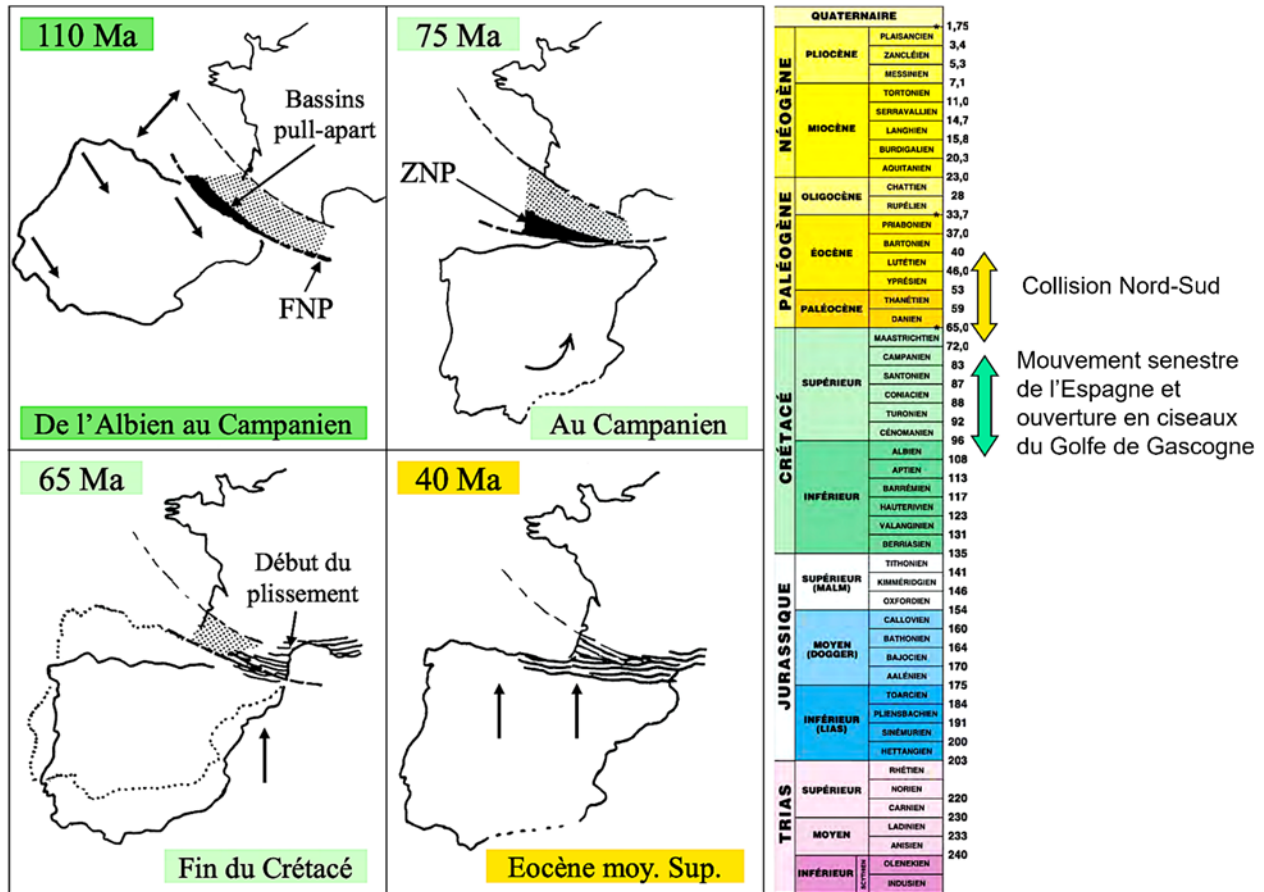 110 Ma
Bassins
pull-apart
FNP
De l'Albien au Campanien
75 Ma
ZNP
Au Campanien
65 Ma
Début du
plissement
Fin du Crétacé
40 Ma
Eocène moy. Sup.
QUATERNAIRE
1,75
NÉOGÈNE
PLIOCÈNE
PLAISANCIEN
3,4
ZANCLÉIEN
5,3
MESSINIEN
7,1
MIOCÈNE
TORTONIEN
11,0
SERRAVALLIEN
14,7
LANGHIEN
15,8
BURDIGALIEN
20,3
AQUITANIEN
23,0
PALÉOGÈNE
OLIGOCÈNE
CHATTIEN
28
RUPÉLIEN
33,7
ÉOCÈNE
PRIABONIEN
37,0
BARTONIEN
40
LUTÉTIEN
46,0
YPRÉSIEN
53
PALÉOCÈNE
THANÉTIEN
59
DANIEN
65,0
CRÉTACÉ
SUPÉRIEUR
MAASTRICHTIEN
72,0
CAMPANIEN
83
SANTONIEN
87
CONIACIEN
88
TURONIEN
92
CÉNOMANIEN
96
INFÉRIEUR
ALBIEN
108
APTIEN
113
BARRÉMIEN
117
HAUTERIVIEN
123
VALANGINIEN
131
BERRIASIEN
135
JURASSIQUE
SUPÉRIEUR
(MALM)
TITHONIEN
141
KIMMÉRIDGIEN
146
OXFORDIEN
154
MOYEN
(DOGGER)
CALLOVIEN
160
BATHONIEN
164
BAJOCIEN
170
AALÉNIEN
175
INFÉRIEUR
(LIAS)
TOARCIEN
184
PLIENSBACHIEN
191
SINÉMURIEN
200
HETTANGIEN
203
TRIAS
SUPÉRIEUR
RHÉTIEN
NORIEN
220
CARNIEN
230
MOYEN
LADINIEN
233
ANISIEN
240
INFÉRIEUR
SCYTHIEN
OLENEKIEN
INDUSIEN
Collision Nord-Sud
Mouvement senestre
de l'Espagne et
ouverture en ciseaux
du Golfe de Gascogne